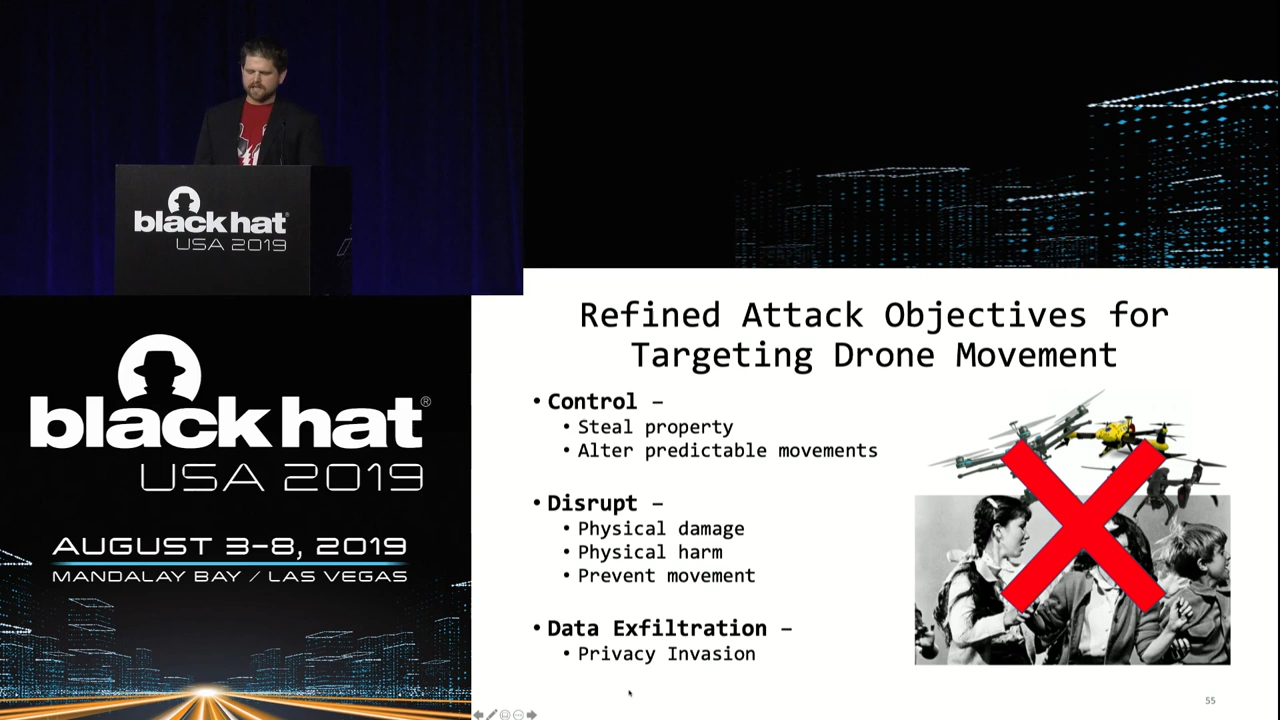 black hat®
USA 2019
black hat®
USA 2019
AUGUST 3-8, 2019
MANDALAY BAY / LAS VEGAS
Refined Attack Objectives for
Targeting Drone Movement
• Control –
• Steal property
• Alter predictable movements
• Disrupt –
• Physical damage
• Physical harm
• Prevent movement
• Data Exfiltration –
• Privacy Invasion
55